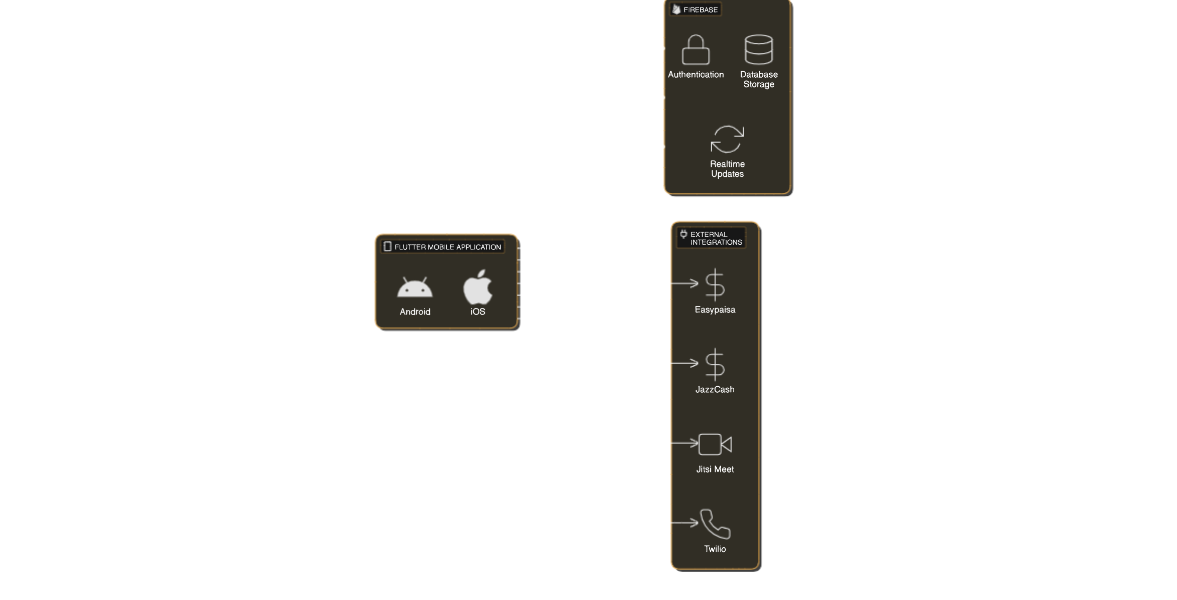 FIREBASE
Authentication
Database
Storage
Realtime
Updates
FLUTTER MOBILE APPLICATION
Android
iOS
EXTERNAL
INTEGRATIONS
Easypaisa
JazzCash
Jitsi Meet
Twilio